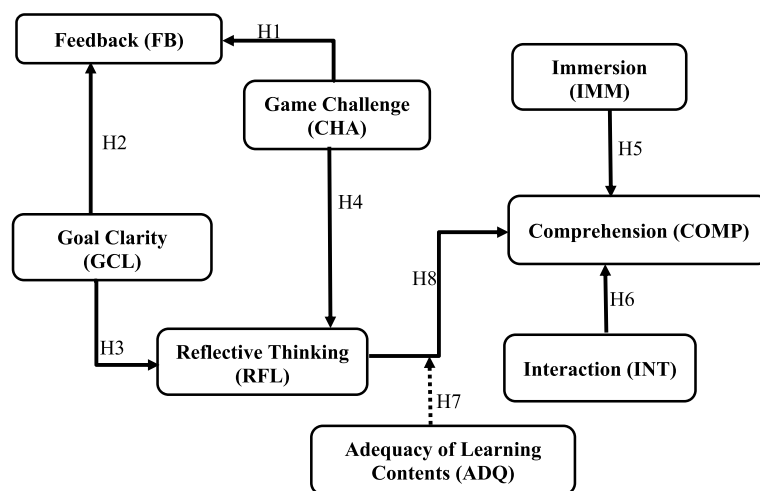 Feedback (FB)
H1
Immersion
(IMM)
Game Challenge
(CHA)
H2
H5
H4
Goal Clarity
(GCL)
Comprehension (COMP)
H8
H6
H3
Reflective Thinking
(RFL)
Interaction (INT)
H7
Adequacy of Learning
Contents (ADQ)